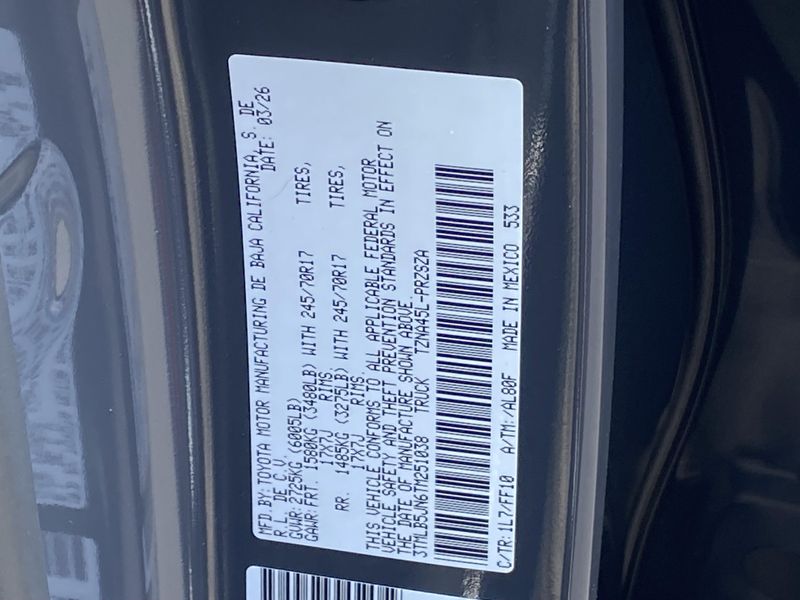 MFD.BY: TOYOTA MOTOR MANUFACTURING DE BAJA CALIFORNIA, S. DE
R.L. DE C.V. DATE: 03/26
GVWR: 2725KG (6005LB)
GAWR: FRT. 1580KG (3480LB) WITH 245/70R17 TIRES,
17X7J RIMS,
RR. 1485KG (3275LB) WITH 245/70R17 TIRES,
17X7J RIMS,
THIS VEHICLE CONFORMS TO ALL APPLICABLE FEDERAL MOTOR
VEHICLE SAFETY AND THEFT PREVENTION STANDARDS IN EFFECT ON
THE DATE OF MANUFACTURE SHOWN ABOVE.
3TMLB5JN6TM251038 TRUCK TZNA45L-PRZSZA
C/TR: 1L7/FF10 A/TM: /AL80F MADE IN MEXICO 533